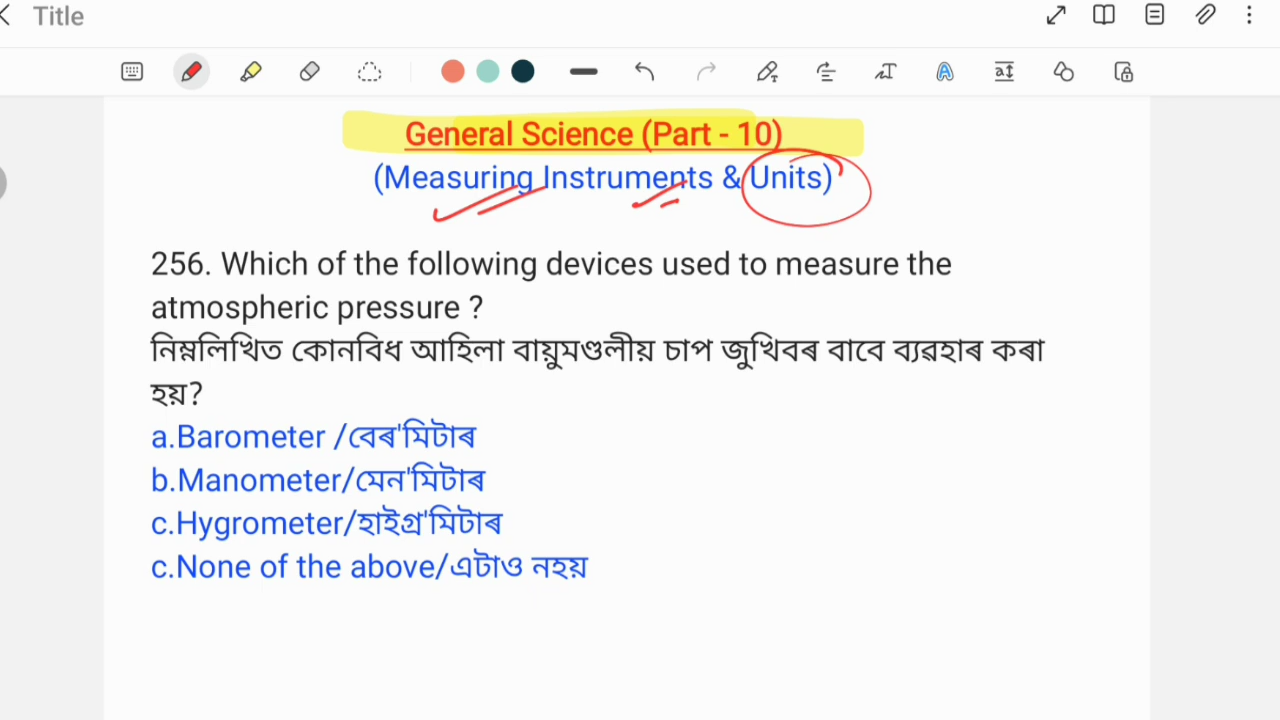 Title
General Science (Part - 10)
(Measuring Instruments & Units)
256. Which of the following devices used to measure the
atmospheric pressure ?
নিম্নলিখিত কোনবিধ আহিলা বায়ুমণ্ডলীয় চাপ জুখিবৰ বাবে ব্যৱহাৰ কৰা
হয়?
a.Barometer /বেৰ'মিটাৰ
b.Manometer/মেন'মিটাৰ
c.Hygrometer/হাইগ্ৰ'মিটাৰ
c.None of the above/এটাও নহয়